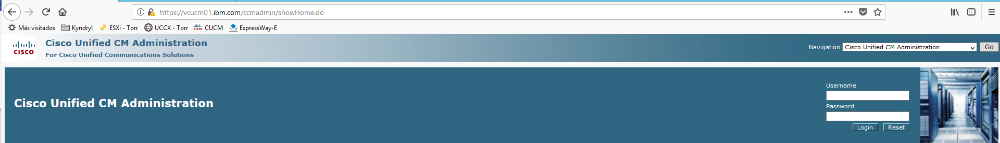 https://vcucm01.ibm.com/ccmadmin/showHome.do
Más visitados Kyndryl ESXi - Torr UCCX - Torr CUCM ExpressWay-E
CISCO
Cisco Unified CM Administration
For Cisco Unified Communications Solutions
Navigation Cisco Unified CM Administration Go
Cisco Unified CM Administration
Username
Password
Login Reset